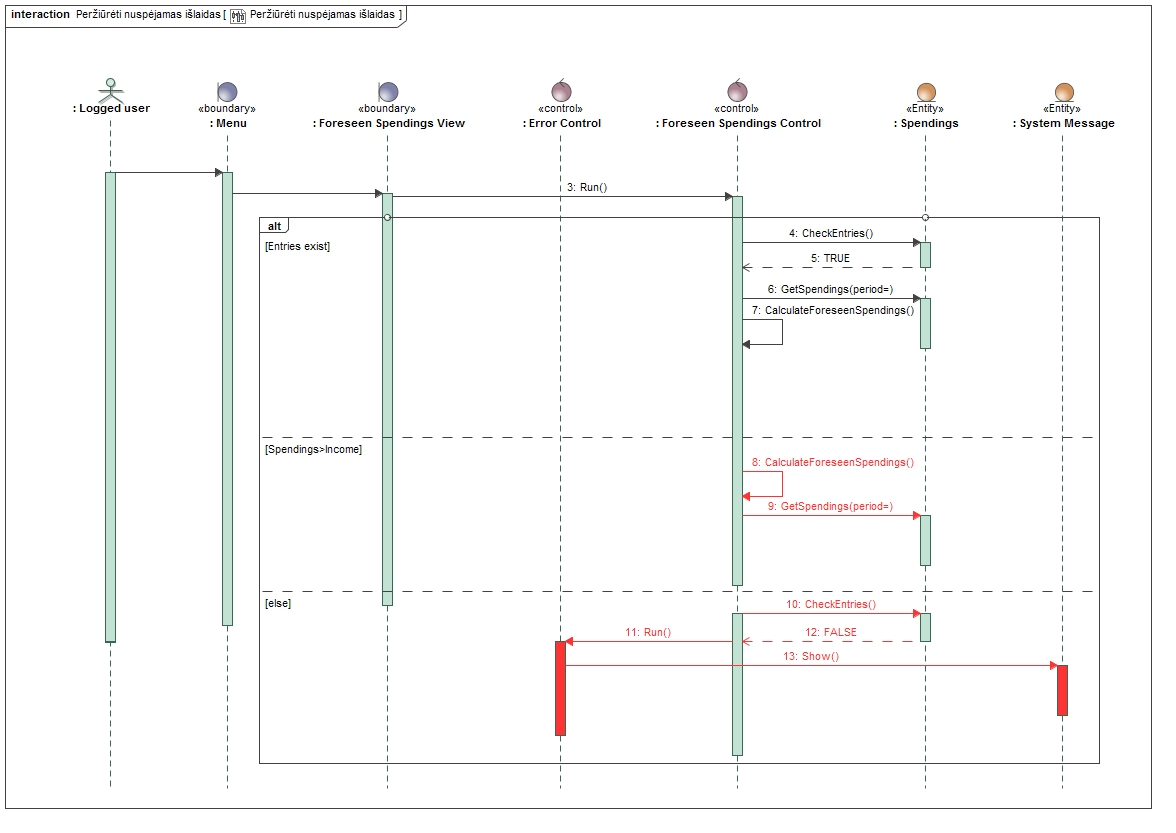 interaction Peržiūrėti nuspėjamas išlaidas [ Peržiūrėti nuspėjamas išlaidas ]
: Logged user
«boundary»
: Menu
«boundary»
: Foreseen Spendings View
«control»
: Error Control
«control»
: Foreseen Spendings Control
«Entity»
: Spendings
«Entity»
: System Message
3: Run()
alt
[Entries exist]
4: CheckEntries()
5: TRUE
6: GetSpendings(period=)
7: CalculateForeseenSpendings()
[Spendings>Income]
8: CalculateForeseenSpendings()
9: GetSpendings(period=)
[else]
10: CheckEntries()
11: Run()
12: FALSE
13: Show()